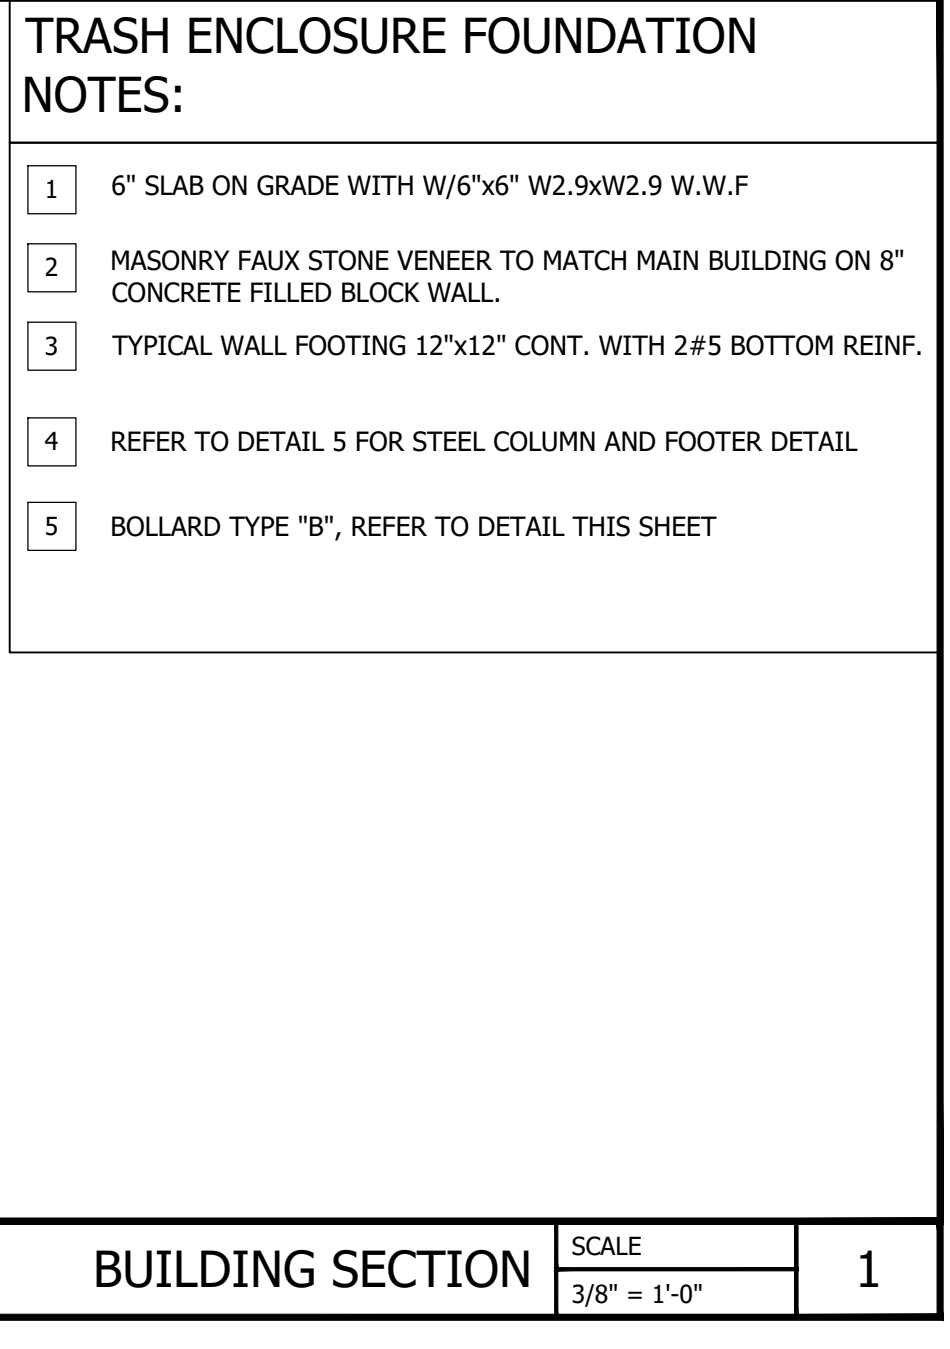 TRASH ENCLOSURE FOUNDATION
NOTES:
1 6" SLAB ON GRADE WITH W/6"x6" W2.9xW2.9 W.W.F
2 MASONRY FAUX STONE VENEER TO MATCH MAIN BUILDING ON 8"
CONCRETE FILLED BLOCK WALL.
3 TYPICAL WALL FOOTING 12"x12" CONT. WITH 2#5 BOTTOM REINF.
4 REFER TO DETAIL 5 FOR STEEL COLUMN AND FOOTER DETAIL
5 BOLLARD TYPE "B", REFER TO DETAIL THIS SHEET
BUILDING SECTION
SCALE
3/8" = 1'-0"
1